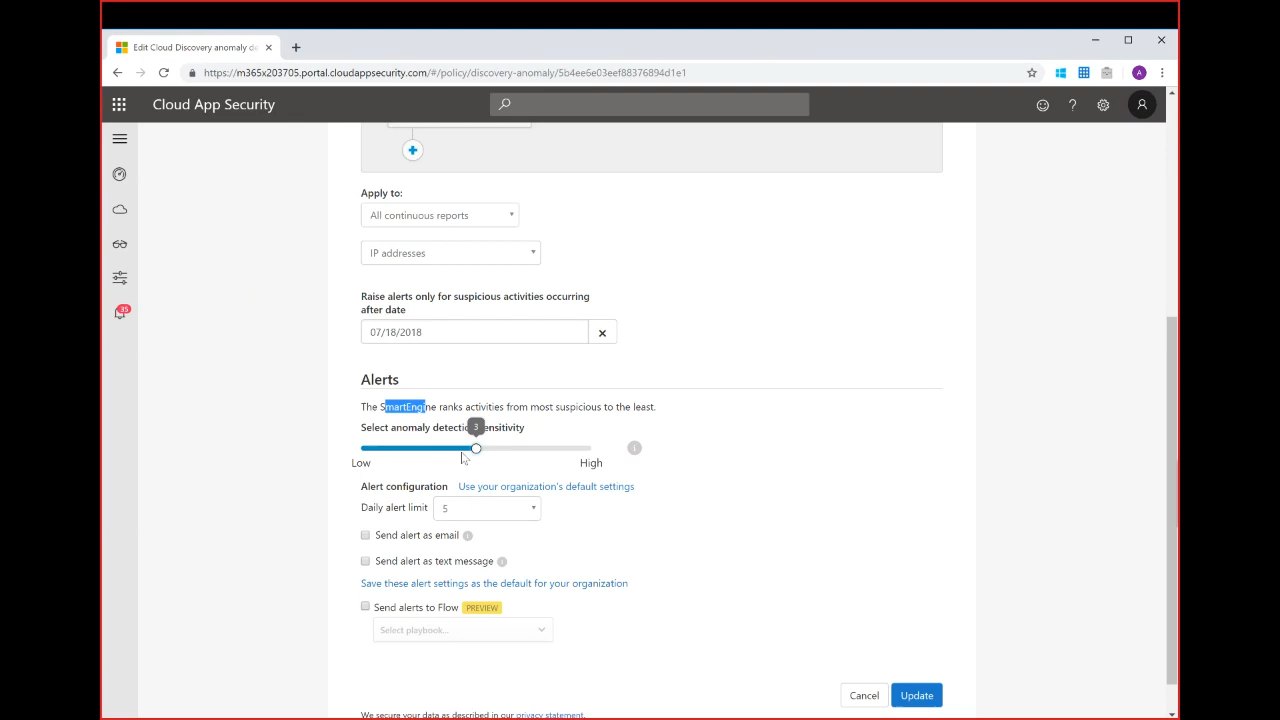 Edit Cloud Discovery anomaly de
https://m365x203705.portal.cloudappsecurity.com/#/policy/discovery-anomaly/5b4ee6e03eef88376894d1e1
A
Cloud App Security
?
35
Apply to:
All continuous reports
IP addresses
Raise alerts only for suspicious activities occurring
after date
07/18/2018
Alerts
The SmartEngine ranks activities from most suspicious to the least.
3
Select anomaly detection sensitivity
Low
High
Alert configuration Use your organization's default settings
Daily alert limit 5
Send alert as email
Send alert as text message
Save these alert settings as the default for your organization
Send alerts to Flow PREVIEW
Select playbook...
Cancel Update
We secure your data as described in our privacy statement.